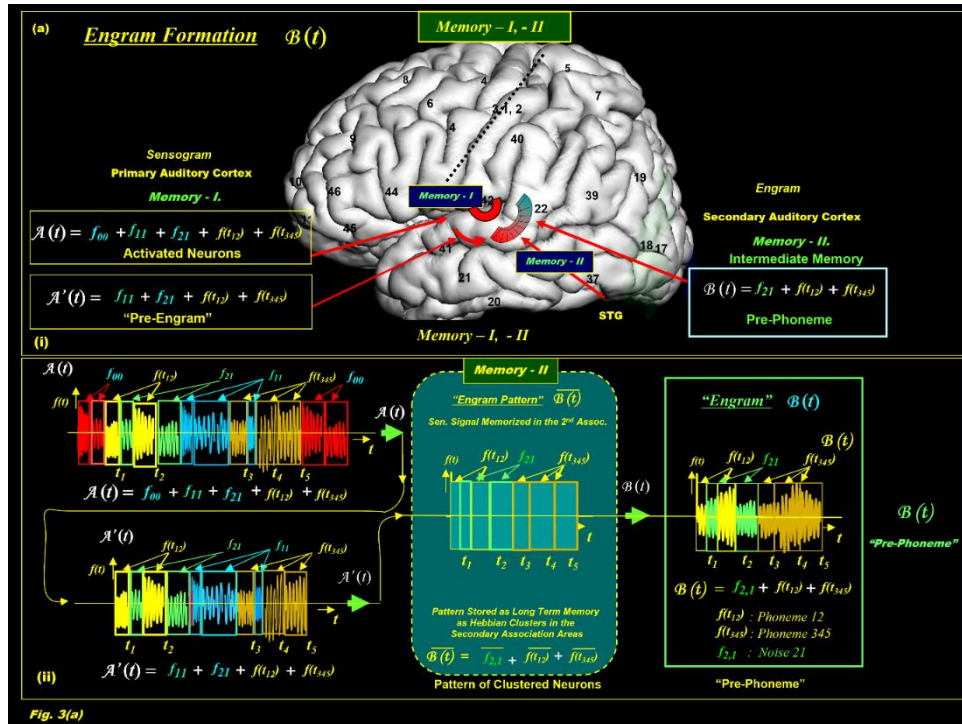 (a)
Engram Formation ℬ(t)
Memory – I, - II
8
4
5
6
3,1, 2
7
4
9
40
10
46
44
39
19
45
42
22
41
18
17
21
37
20
Memory - I
Memory - II
STG
Memory – I, - II
Sensogram
Primary Auditory Cortex
Memory - I.
𝒜(t) = f00 + f11 + f21 + f(t12) + f(t345)
Activated Neurons
𝒜’(t) = f11 + f21 + f(t12) + f(t345)
“Pre-Engram”
Engram
Secondary Auditory Cortex
Memory - II.
Intermediate Memory
ℬ(t) = f21 + f(t12) + f(t345)
Pre-Phoneme
(i)
𝒜(t)
f00 f(t12) f21 f11 f(t345) f00
f(t)
𝒜(t)
t
t1 t2 t3 t4 t5
𝒜(t) = f00 + f11 + f21 + f(t12) + f(t345)
𝒜’(t)
f(t12) f21 f11 f(t345)
f(t)
𝒜’(t)
t
t1 t2 t3 t4 t5
𝒜’(t) = f11 + f21 + f(t12) + f(t345)
(ii)
Memory - II
“Engram Pattern” ℬ(t)
Sen. Signal Memorized in the 2nd Assoc.
f(t12) f21 f(t345)
f(t)
t
t1 t2 t3 t4 t5
Pattern Stored as Long Term Memory
as Hebbian Clusters in the
Secondary Association Areas
ℬ(t) = f2,1 + f(t12) + f(t345)
Pattern of Clustered Neurons
ℬ(t)
“Engram” ℬ(t)
ℬ(t)
f(t12) f21 f(t345)
f(t)
t
t1 t2 t3 t4 t5
ℬ(t) = f2,1 + f(t12) + f(t345)
f(t12) : Phoneme 12
f(t345) : Phoneme 345
f2,1 : Noise 21
“Pre-Phoneme”
ℬ(t)
“Pre-Phoneme”
Fig. 3(a)